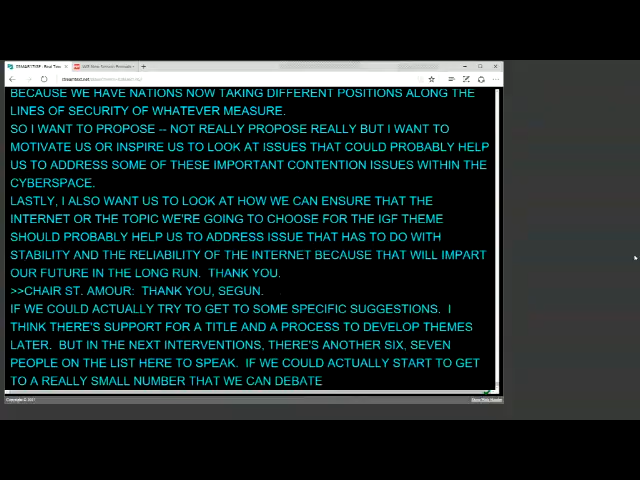 BECAUSE WE HAVE NATIONS NOW TAKING DIFFERENT POSITIONS ALONG THE
LINES OF SECURITY OF WHATEVER MEASURE.
SO I WANT TO PROPOSE -- NOT REALLY PROPOSE REALLY BUT I WANT TO
MOTIVATE US OR INSPIRE US TO LOOK AT ISSUES THAT COULD PROBABLY HELP
US TO ADDRESS SOME OF THESE IMPORTANT CONTENTION ISSUES WITHIN THE
CYBERSPACE.
LASTLY, I ALSO WANT US TO LOOK AT HOW WE CAN ENSURE THAT THE
INTERNET OR THE TOPIC WE'RE GOING TO CHOOSE FOR THE IGF THEME
SHOULD PROBABLY HELP US TO ADDRESS ISSUE THAT HAS TO DO WITH
STABILITY AND THE RELIABILITY OF THE INTERNET BECAUSE THAT WILL IMPART
OUR FUTURE IN THE LONG RUN. THANK YOU.
>>CHAIR ST. AMOUR: THANK YOU, SEGUN.
IF WE COULD ACTUALLY TRY TO GET TO SOME SPECIFIC SUGGESTIONS. I
THINK THERE'S SUPPORT FOR A TITLE AND A PROCESS TO DEVELOP THEMES
LATER. BUT IN THE NEXT INTERVENTIONS, THERE'S ANOTHER SIX, SEVEN
PEOPLE ON THE LIST HERE TO SPEAK. IF WE COULD ACTUALLY START TO GET
TO A REALLY SMALL NUMBER THAT WE CAN DEBATE